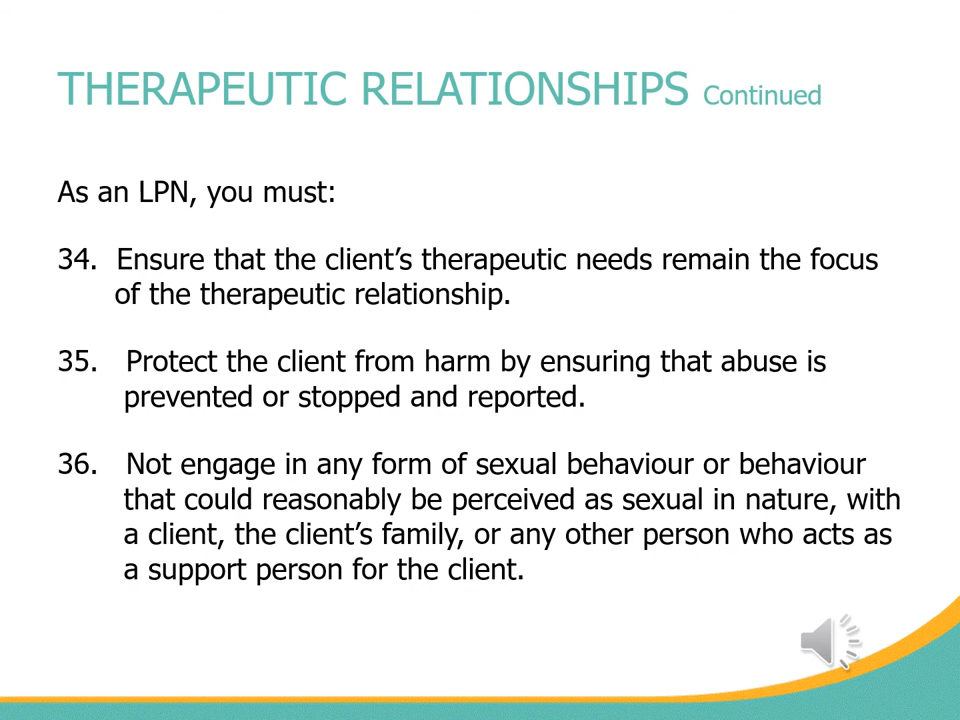 THERAPEUTIC RELATIONSHIPS Continued
As an LPN, you must:
34. Ensure that the client’s therapeutic needs remain the focus
of the therapeutic relationship.
35. Protect the client from harm by ensuring that abuse is
prevented or stopped and reported.
36. Not engage in any form of sexual behaviour or behaviour
that could reasonably be perceived as sexual in nature, with
a client, the client’s family, or any other person who acts as
a support person for the client.